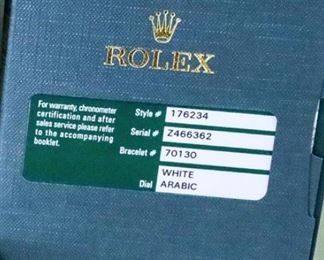 ROLEX
For warranty, chronometer
certification and after
sales service please refer
to the accompanying
booklet.
Style # 176234
Serial # Z466362
Bracelet # 70130
WHITE
Dial ARABIC